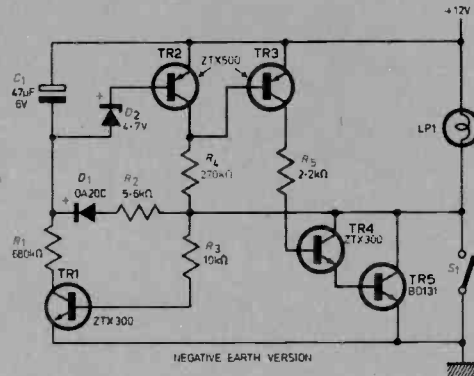 +12V
TR2
TR3
ZTX500
C1
47µF
6V
+
D2
4·7V
LP1
R4
270kΩ
R5
2·2kΩ
D1
+
OA200
R2
5·6kΩ
TR4
ZTX300
R1
680kΩ
R3
10kΩ
TR5
BD131
S1
TR1
ZTX300
NEGATIVE EARTH VERSION